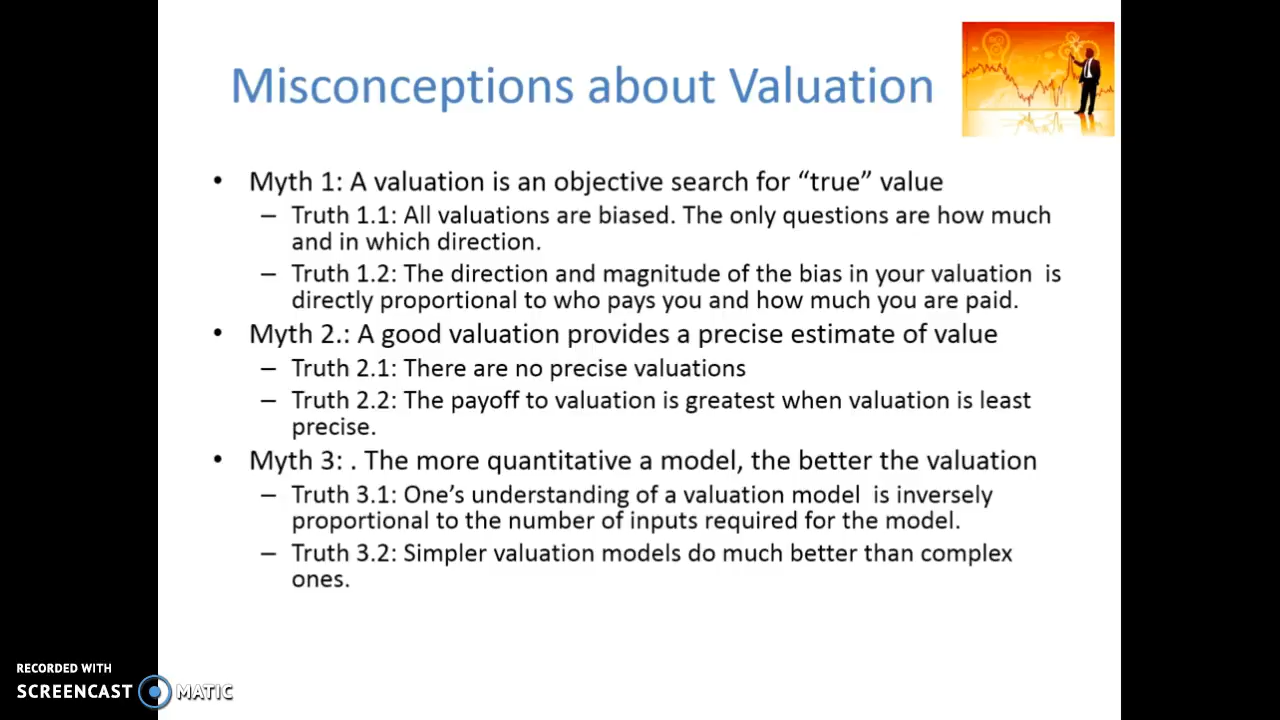 Misconceptions about Valuation
• Myth 1: A valuation is an objective search for “true” value
– Truth 1.1: All valuations are biased. The only questions are how much
and in which direction.
– Truth 1.2: The direction and magnitude of the bias in your valuation  is
directly proportional to who pays you and how much you are paid.
• Myth 2.: A good valuation provides a precise estimate of value
– Truth 2.1: There are no precise valuations
– Truth 2.2: The payoff to valuation is greatest when valuation is least
precise.
• Myth 3: . The more quantitative a model, the better the valuation
– Truth 3.1: One’s understanding of a valuation model  is inversely
proportional to the number of inputs required for the model.
– Truth 3.2: Simpler valuation models do much better than complex
ones.
RECORDED WITH
SCREENCAST MATIC